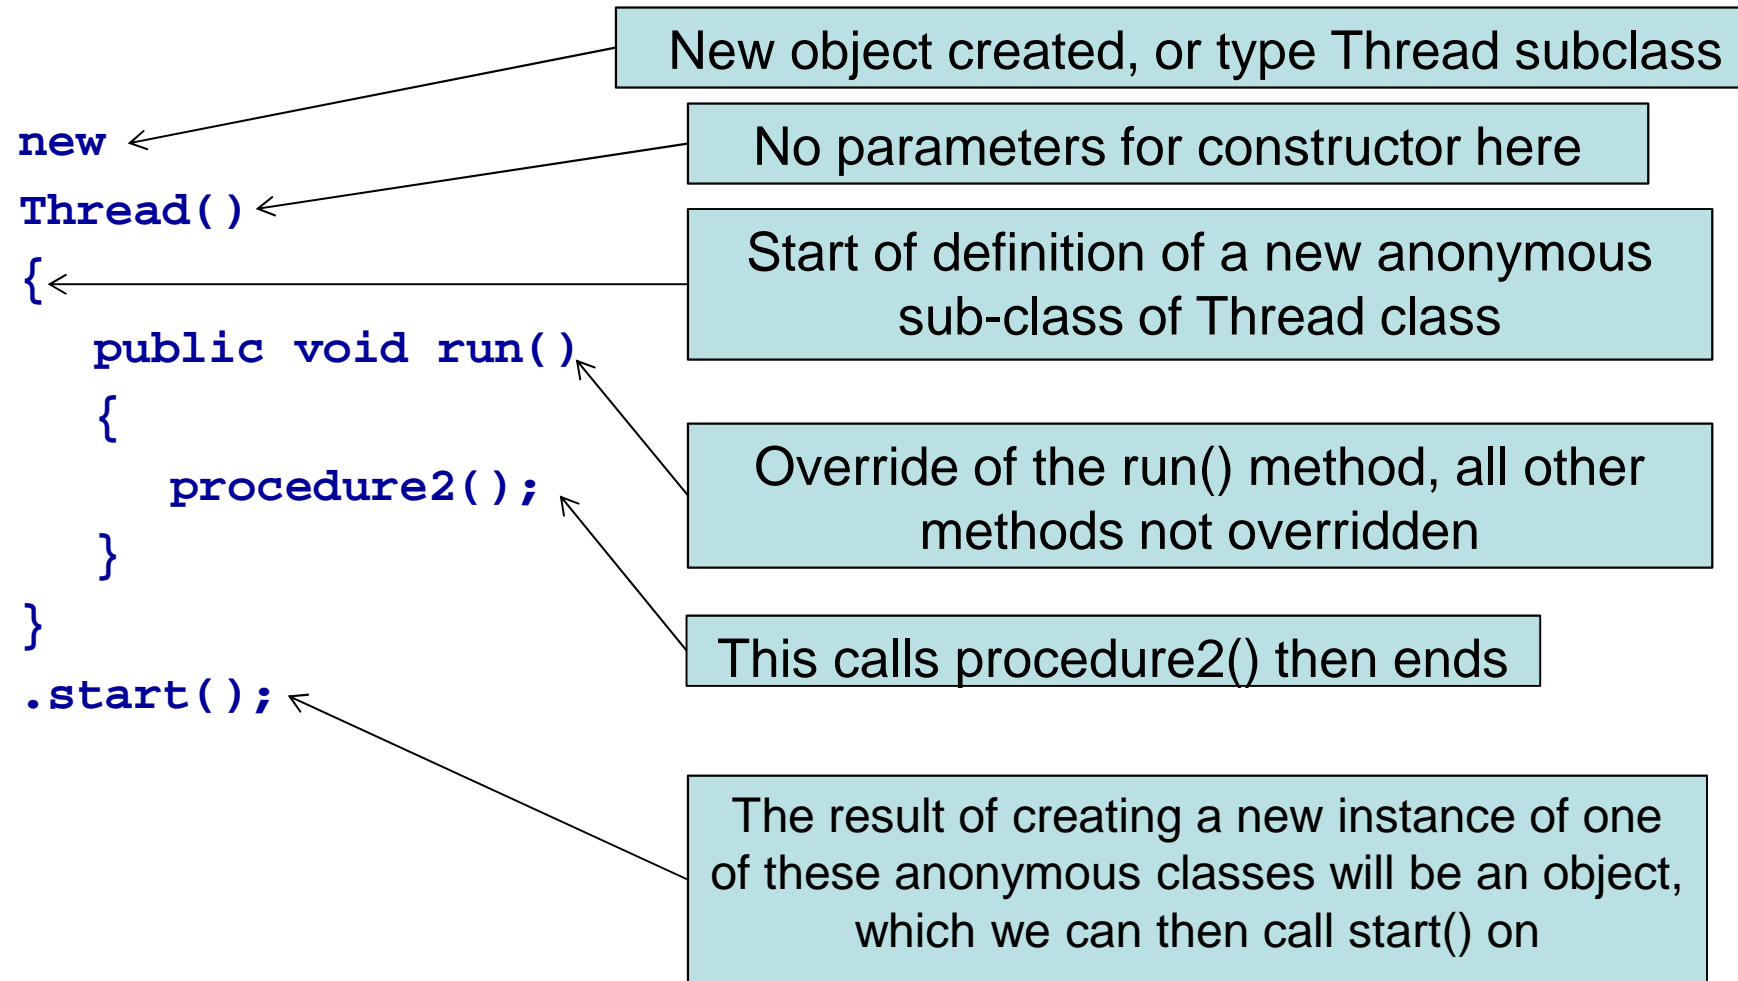 New object created, or type Thread subclass
new
No parameters for constructor here
Thread()
Start of definition of a new anonymous
sub-class of Thread class
{
public void run()
{
Override of the run() method, all other
methods not overridden
procedure2();
}
}
This calls procedure2() then ends
.start();
The result of creating a new instance of one
of these anonymous classes will be an object,
which we can then call start() on